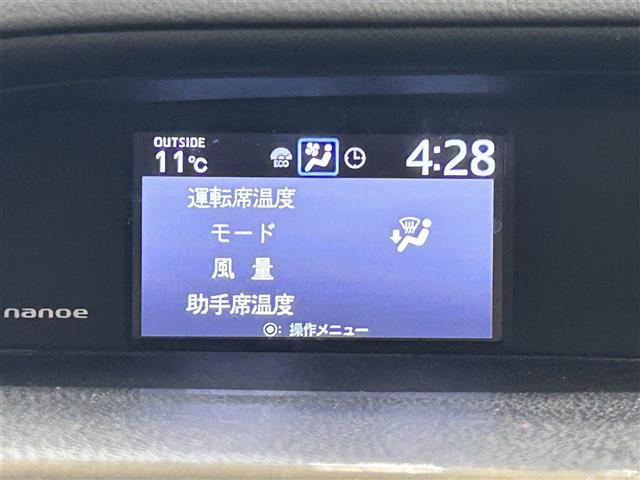 OUTSIDE
11℃ ECO 4:28
運転席温度
モード
風量
助手席温度
nanoe
◎: 操作メニュー